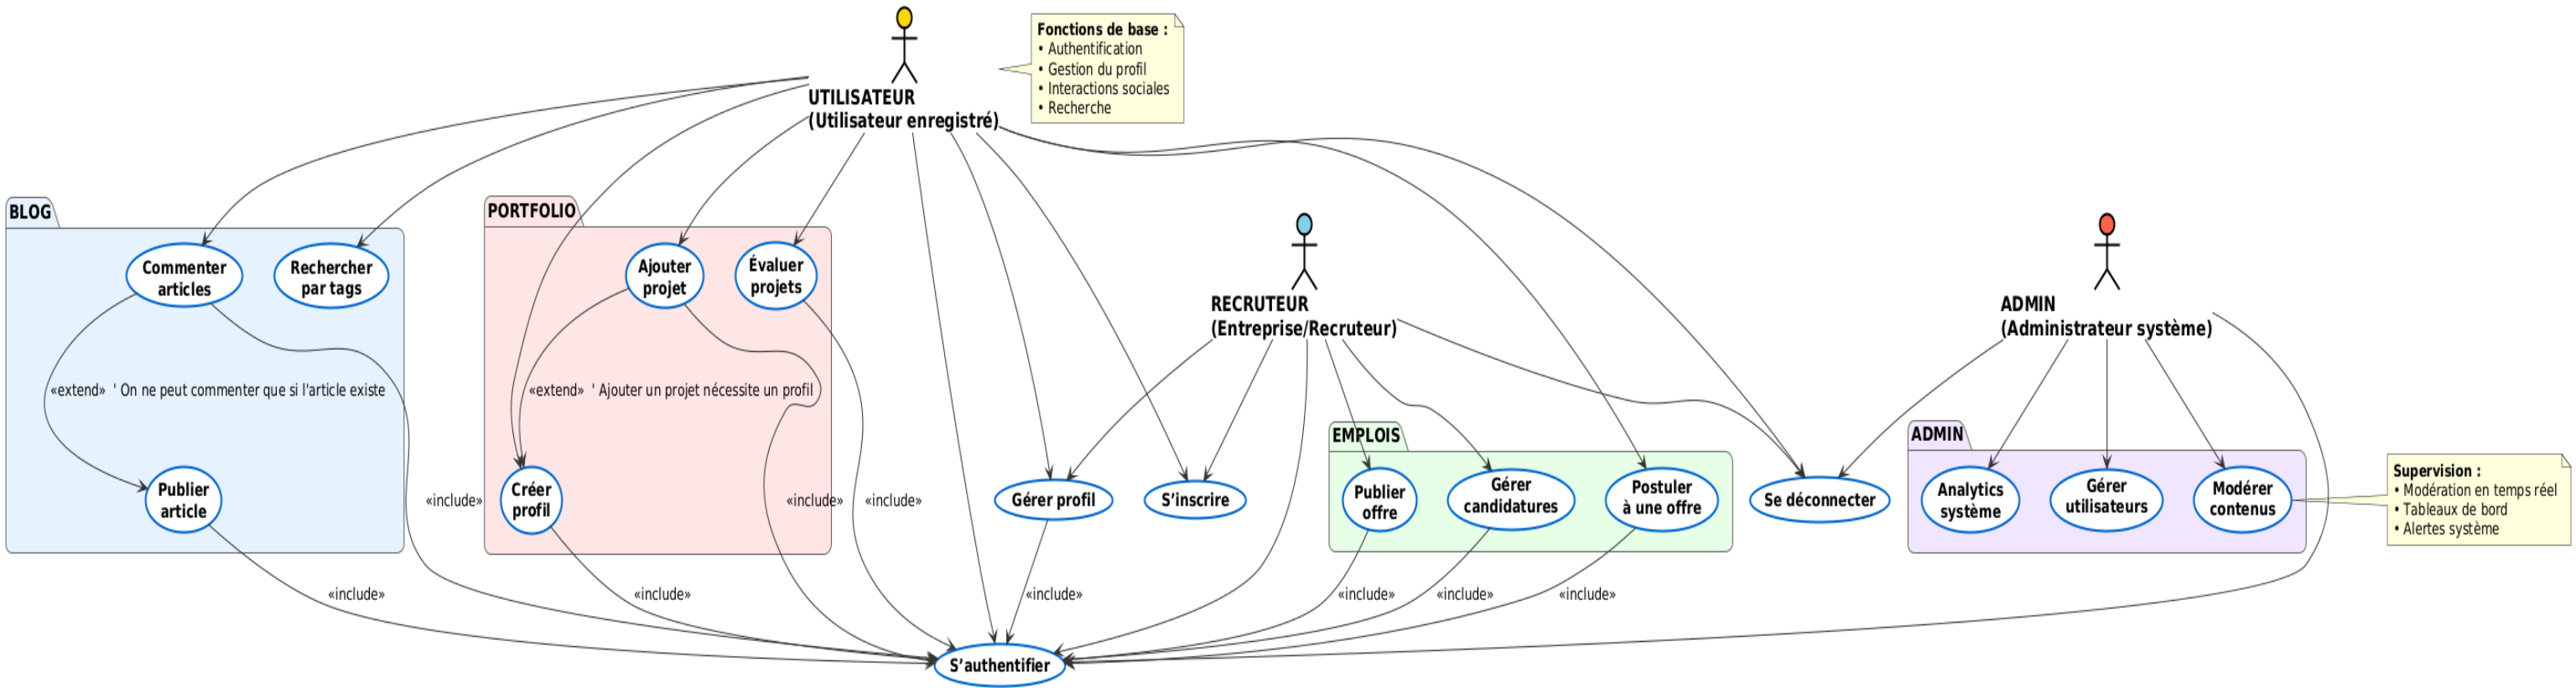 Fonctions de base :
• Authentification
• Gestion du profil
• Interactions sociales
• Recherche
UTILISATEUR
(Utilisateur enregistré)
BLOG
PORTFOLIO
Commenter
articles
Rechercher
par tags
Ajouter
projet
Évaluer
projets
RECRUTEUR
(Entreprise/Recruteur)
ADMIN
(Administrateur système)
«extend» ' On ne peut commenter que si l'article existe
«extend» ' Ajouter un projet nécessite un profil
EMPLOIS
ADMIN
Publier
article
«include»
Créer
profil
«include»
«include»
Gérer profil
S'inscrire
Publier
offre
Gérer
candidatures
Postuler
à une offre
Se déconnecter
Analytics
système
Gérer
utilisateurs
Modérer
contenus
Supervision :
• Modération en temps réel
• Tableaux de bord
• Alertes système
«include»
«include»
«include»
«include»
«include»
«include»
S'authentifier